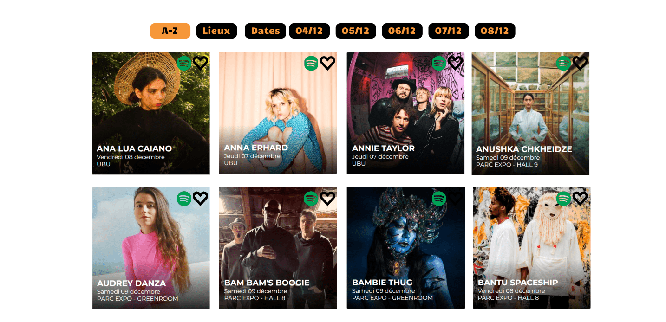 A-Z
Lieux
Dates
04/12
05/12
06/12
07/12
08/12
ANA LUA CAIANO
Vendredi 08 décembre
UBU
ANNA ERHARD
Jeudi 07 décembre
UBU
ANNIE TAYLOR
Jeudi 07 décembre
UBU
ANUSHKA CHKHEIDZE
Samedi 09 décembre
PARC EXPO - HALL 9
AUDREY DANZA
Samedi 09 décembre
PARC EXPO - GREENROOM
BAM BAM'S BOOGIE
Samedi 09 décembre
PARC EXPO - HALL 8
BAMBIE THUG
Samedi 09 décembre
PARC EXPO - GREENROOM
BANTU SPACESHIP
Vendredi 08 décembre
PARC EXPO - HALL 8